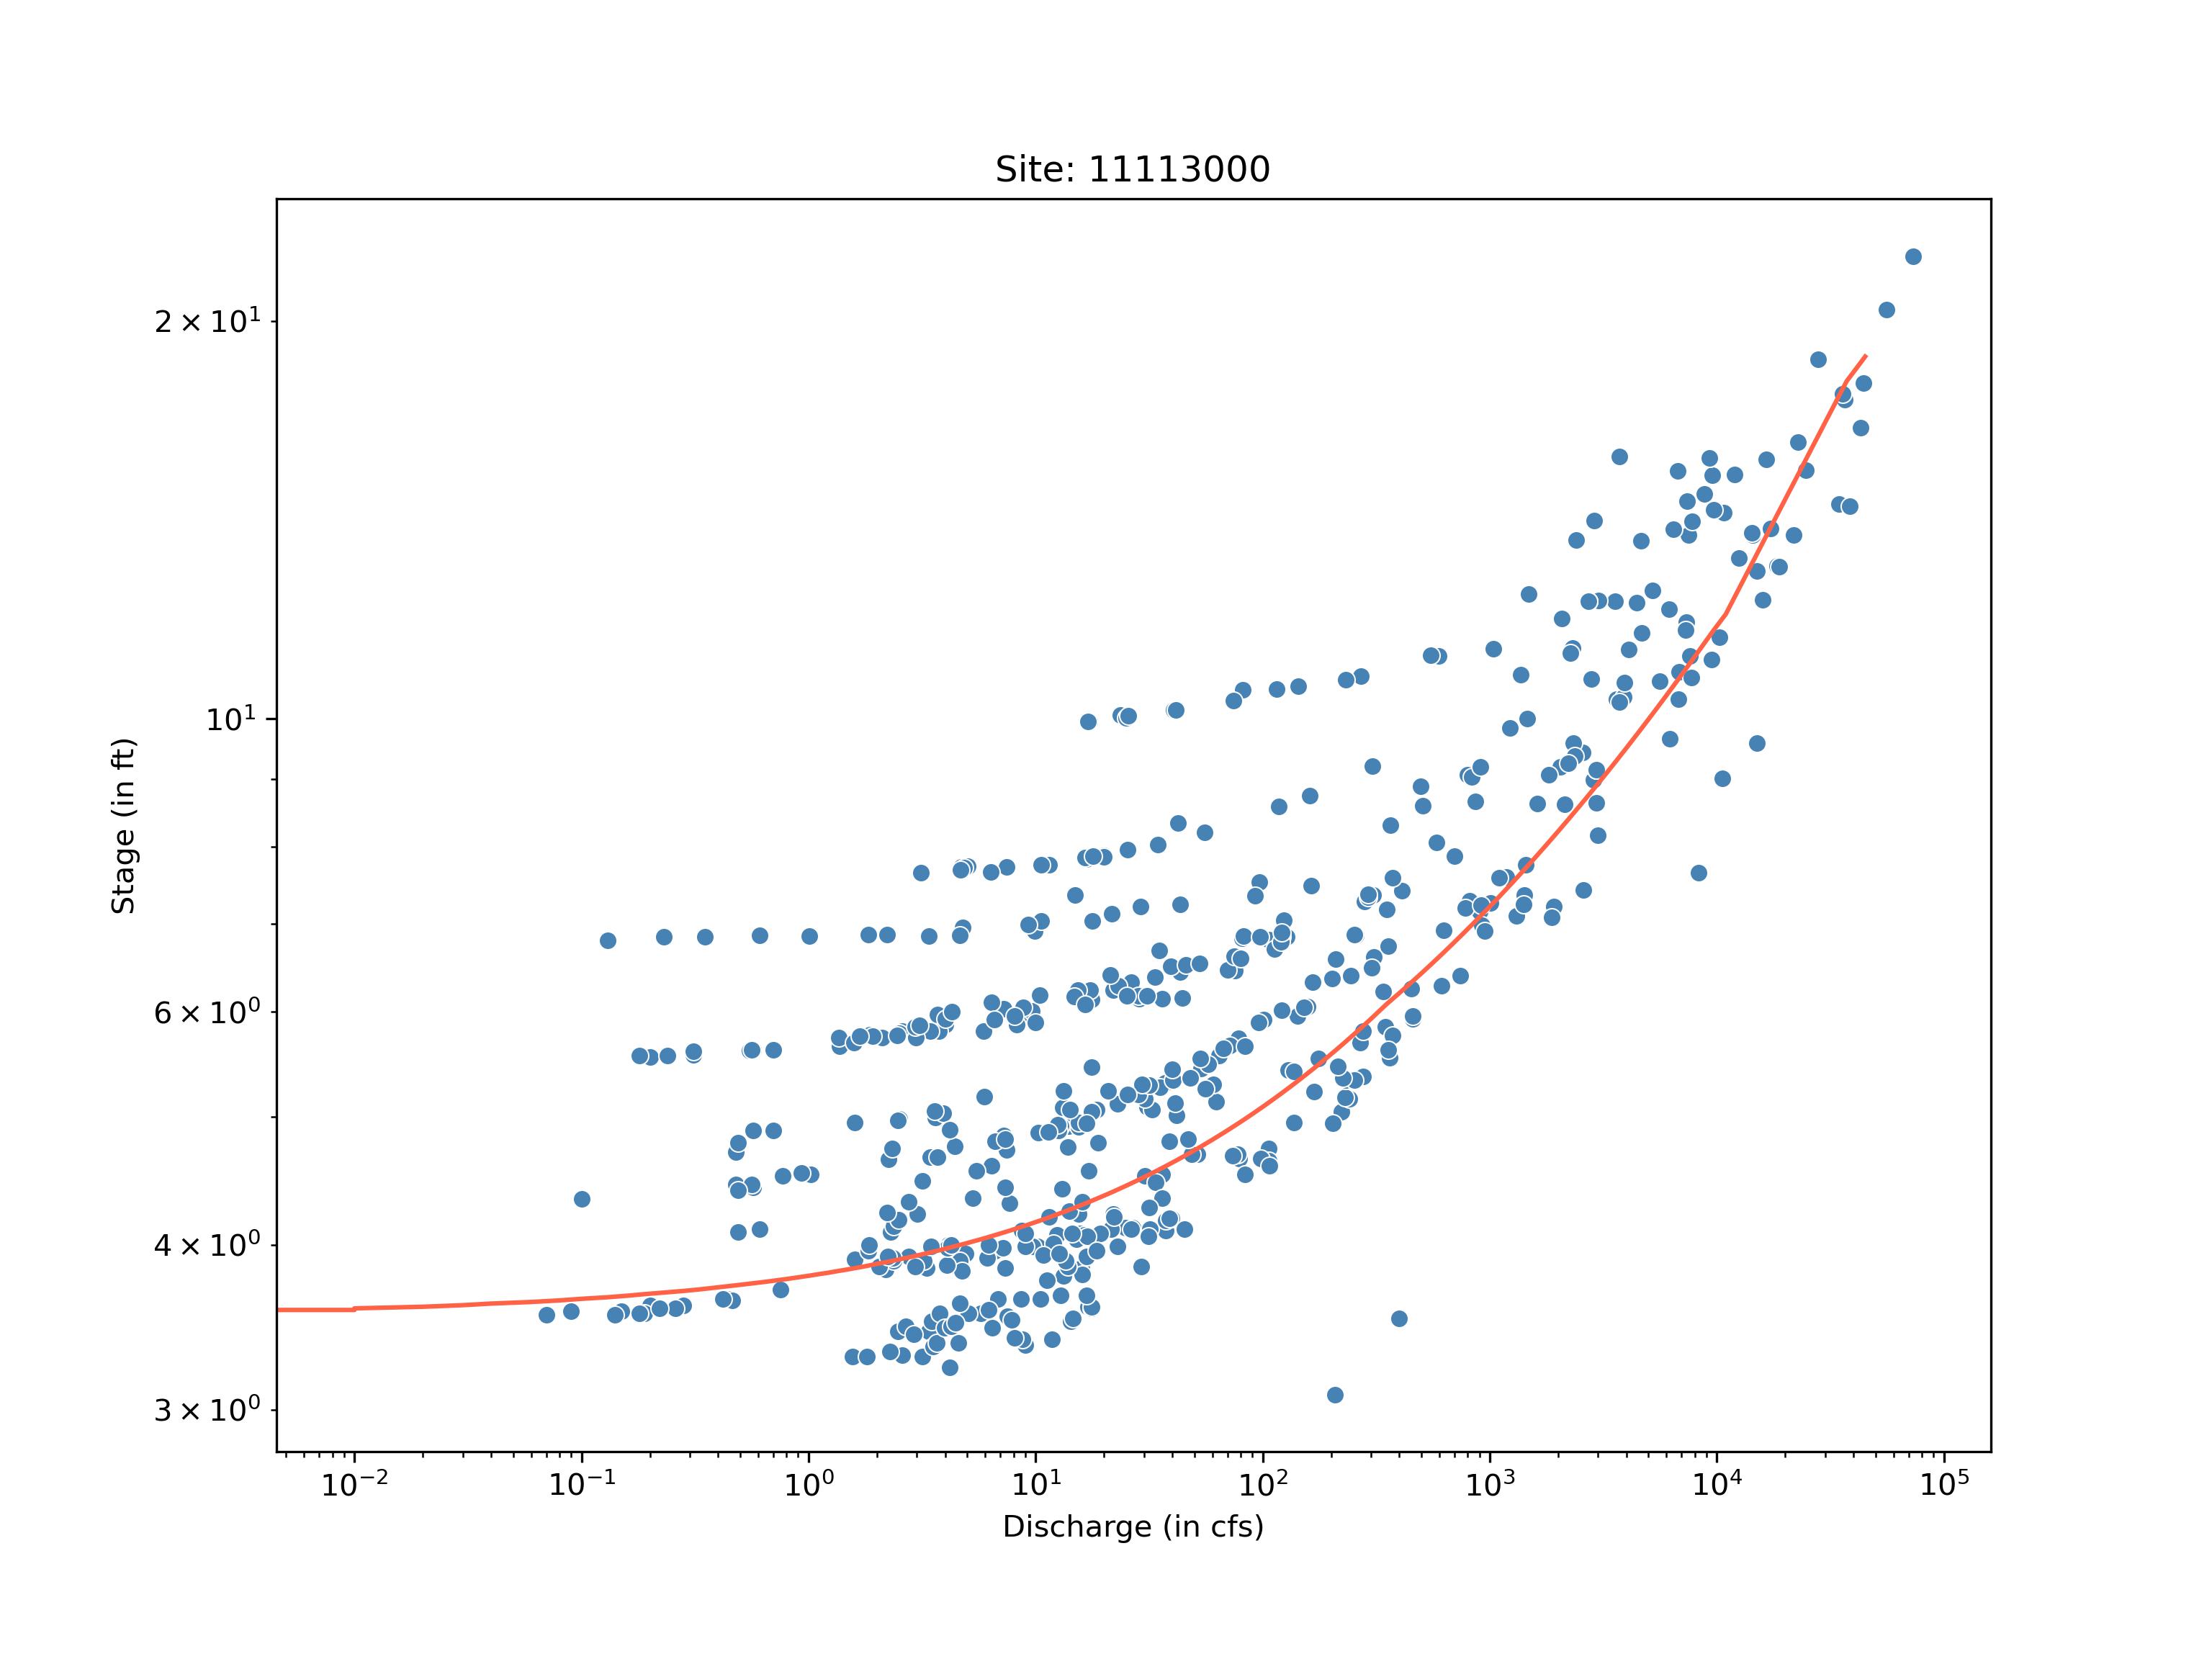 Site: 11113000
Stage (in ft)
2 × 10¹
10¹
6 × 10⁰
4 × 10⁰
3 × 10⁰
10⁻² 10⁻¹ 10⁰ 10¹ 10² 10³ 10⁴ 10⁵
Discharge (in cfs)